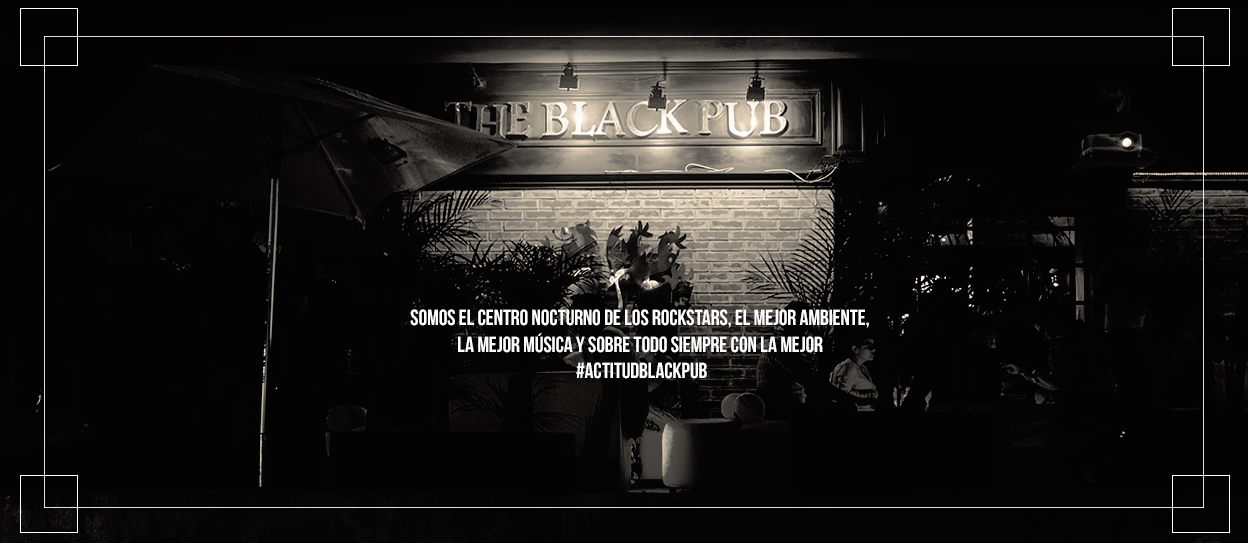 THE BLACK PUB
SOMOS EL CENTRO NOCTURNO DE LOS ROCKSTARS, EL MEJOR AMBIENTE,
LA MEJOR MÚSICA Y SOBRE TODO SIEMPRE CON LA MEJOR
#ACTITUDBLACKPUB